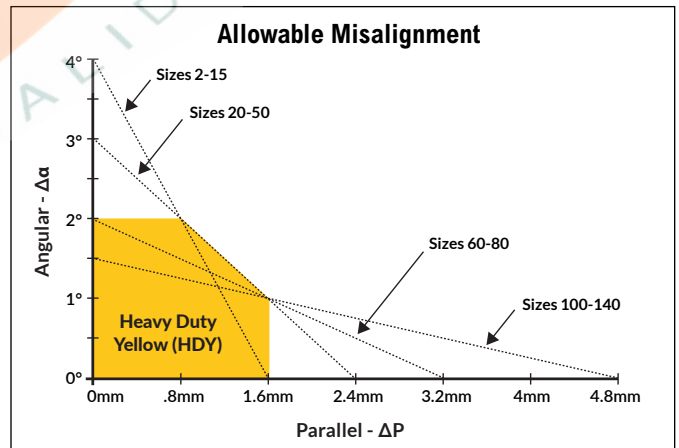 Allowable Misalignment
ALID
4°
Sizes 2-15
Sizes 20-50
3°
Angular - Δα
2°
Sizes 60-80
1°
Sizes 100-140
Heavy Duty
Yellow (HDY)
0°
0mm .8mm 1.6mm 2.4mm 3.2mm 4mm 4.8mm
Parallel - ΔP